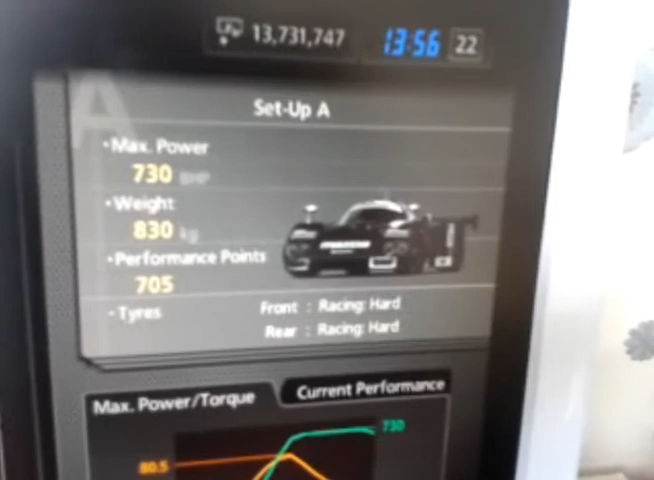 13,731,747 13:56 22
A
Set-Up A
•Max. Power
730 BHP
•Weight
830 kg
•Performance Points
705
•Tyres Front : Racing: Hard
Rear : Racing: Hard
Max. Power/Torque Current Performance
730
80.5